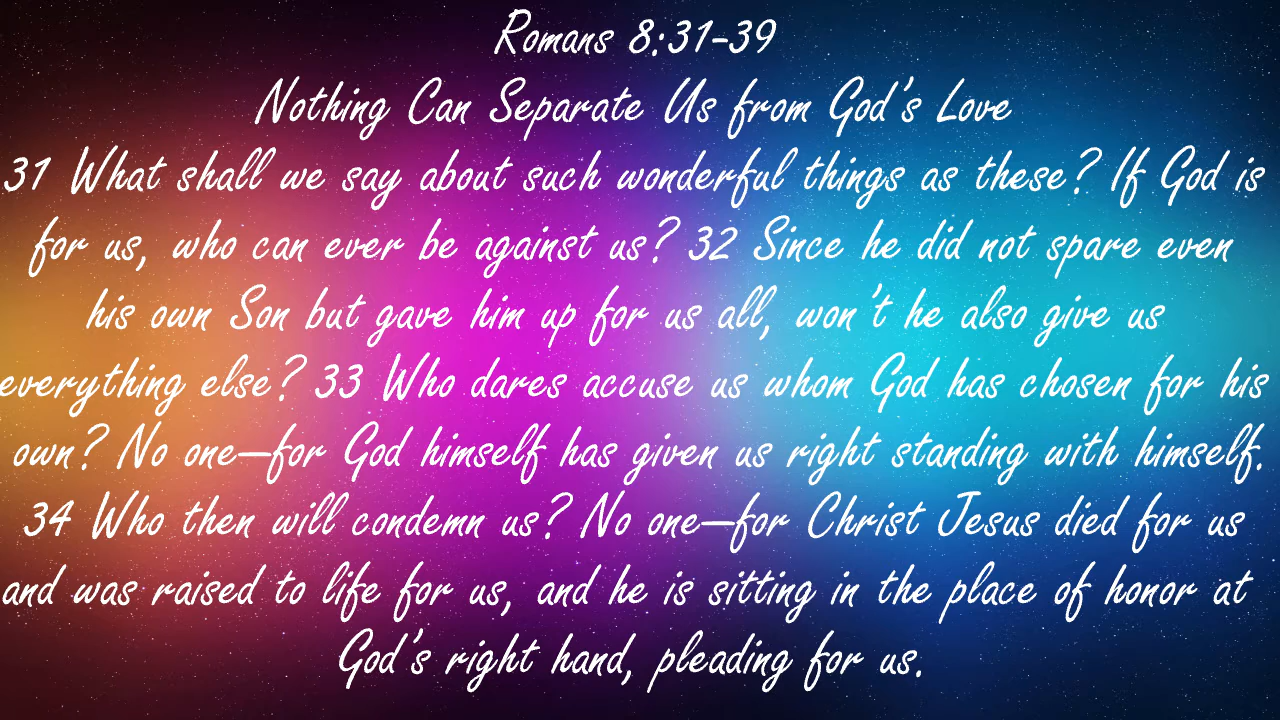 Romans 8:31-39
Nothing Can Separate Us from God's Love
31 What shall we say about such wonderful things as these? If God is
for us, who can ever be against us? 32 Since he did not spare even
his own Son but gave him up for us all, won't he also give us
everything else? 33 Who dares accuse us whom God has chosen for his
own? No one—for God himself has given us right standing with himself.
34 Who then will condemn us? No one—for Christ Jesus died for us
and was raised to life for us, and he is sitting in the place of honor at
God's right hand, pleading for us.